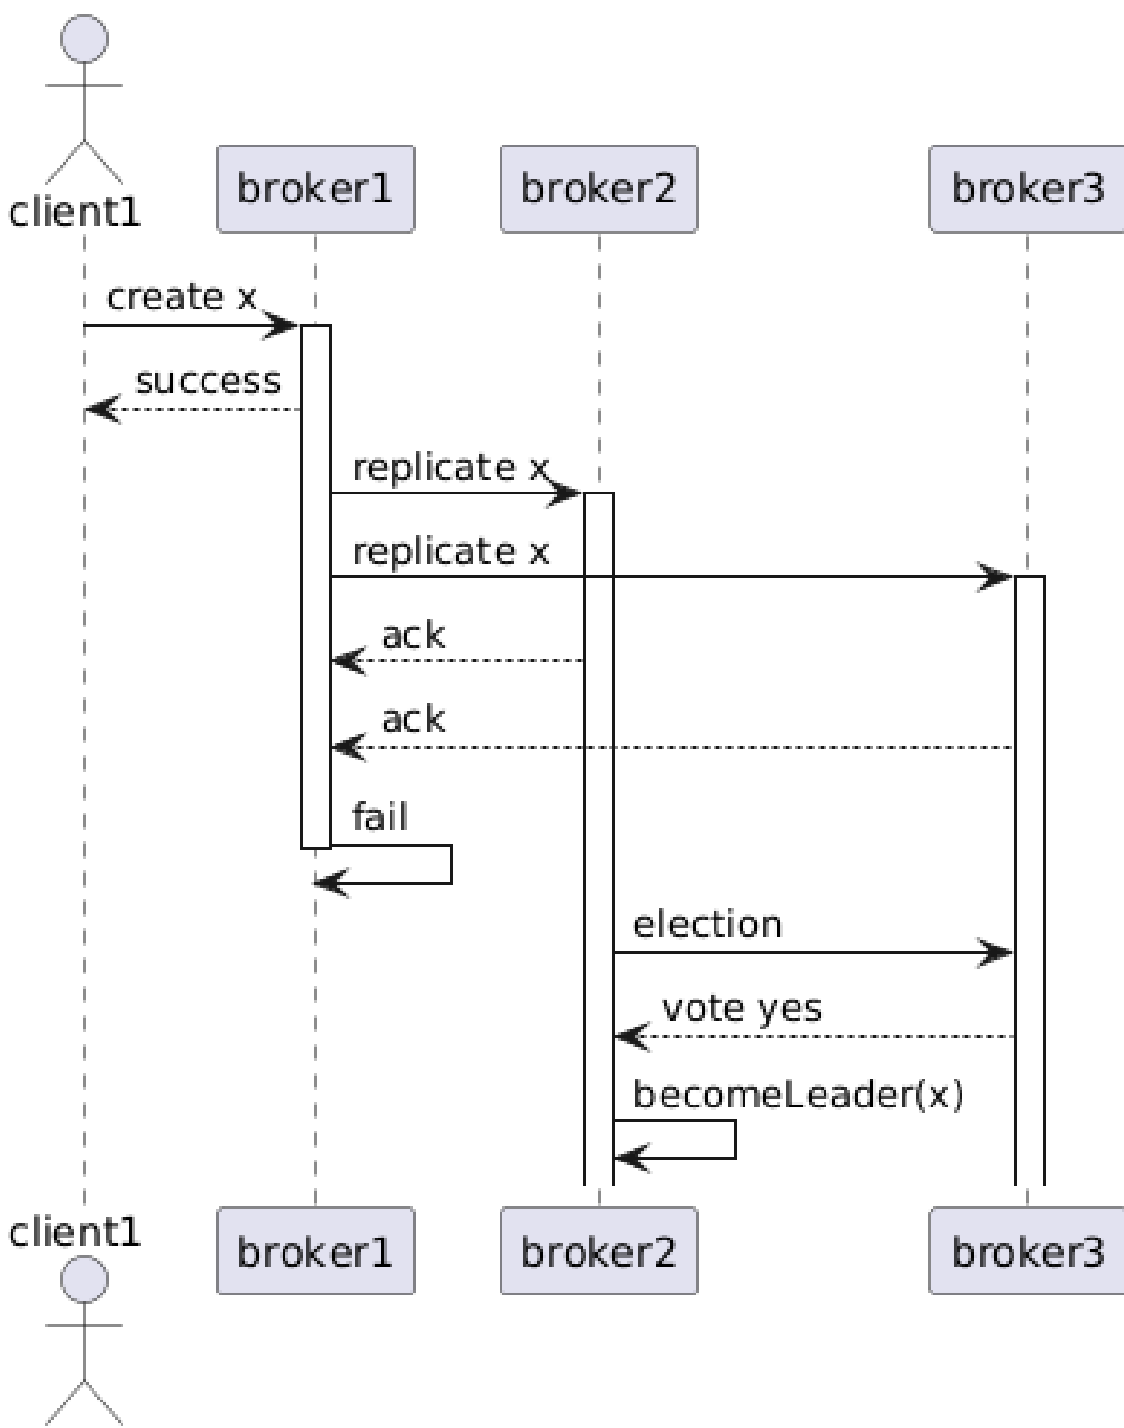 client1
broker1
broker2
broker3
create x
success
replicate x
replicate x
ack
ack
fail
election
vote yes
becomeLeader(x)
client1
broker1
broker2
broker3